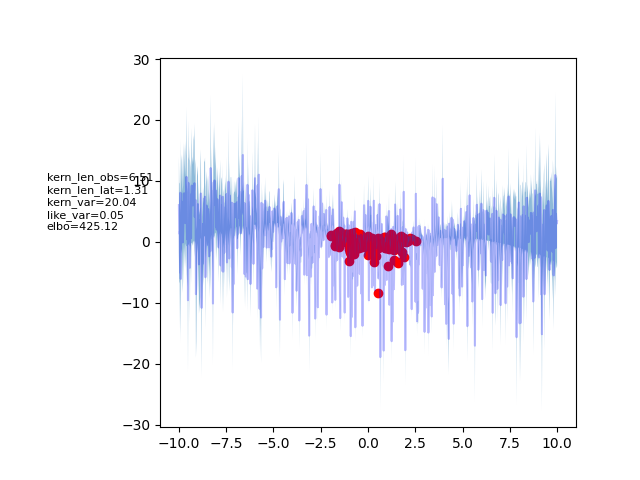 30
20
10
0
−10
−20
−30
kern_len_obs=6.51
kern_len_lat=1.31
kern_var=20.04
like_var=0.05
elbo=425.12
−10.0 −7.5 −5.0 −2.5 0.0 2.5 5.0 7.5 10.0